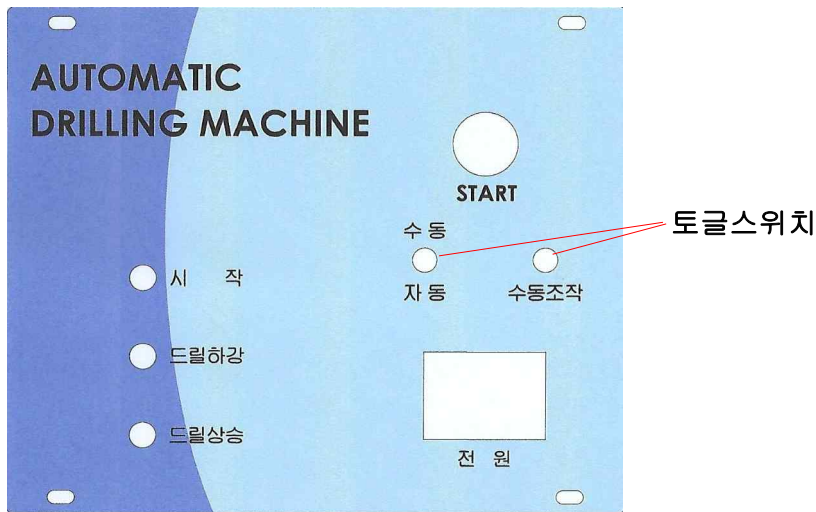 AUTOMATIC
DRILLING MACHINE
START
수 동
토글스위치
시 작
자 동
수동조작
드릴하강
드릴상승
전 원